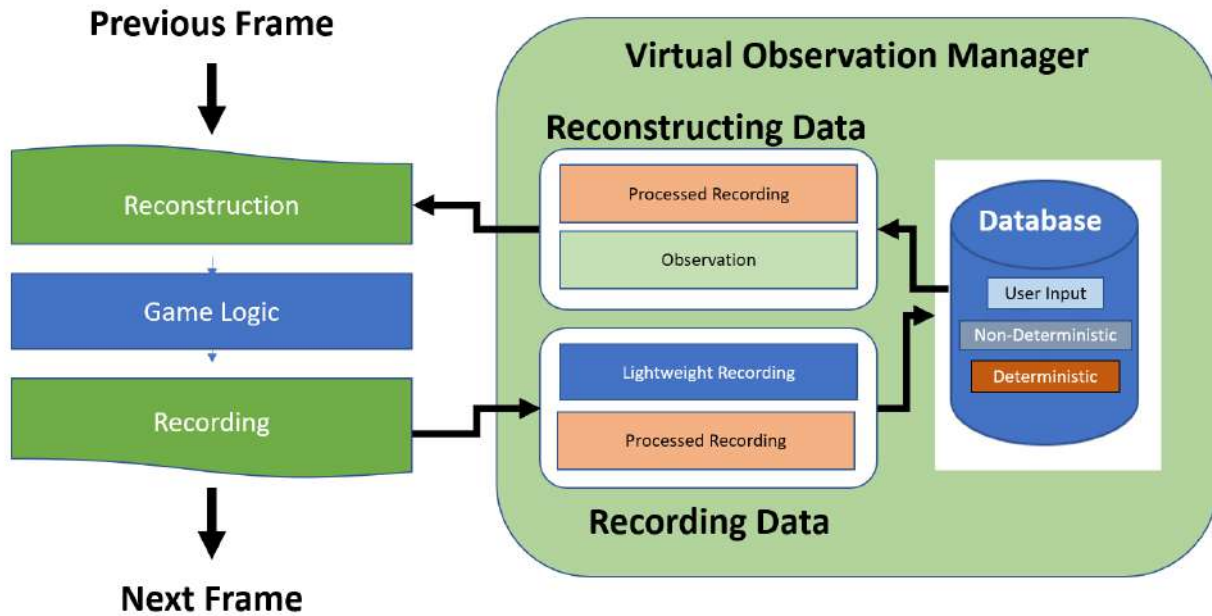 Previous Frame
Reconstruction
Game Logic
Recording
Next Frame
Virtual Observation Manager
Reconstructing Data
Processed Recording
Observation
Lightweight Recording
Processed Recording
Recording Data
Database
User Input
Non-Deterministic
Deterministic